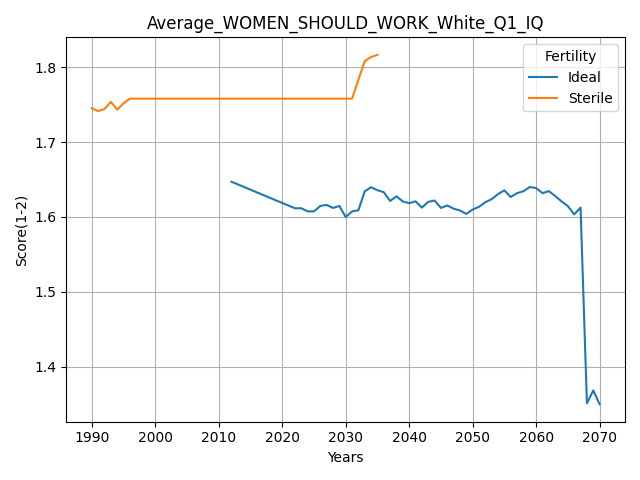 Average_WOMEN_SHOULD_WORK_White_Q1_IQ
Fertility
Ideal
Sterile
Score(1-2)
1.8
1.7
1.6
1.5
1.4
1990 2000 2010 2020 2030 2040 2050 2060 2070
Years